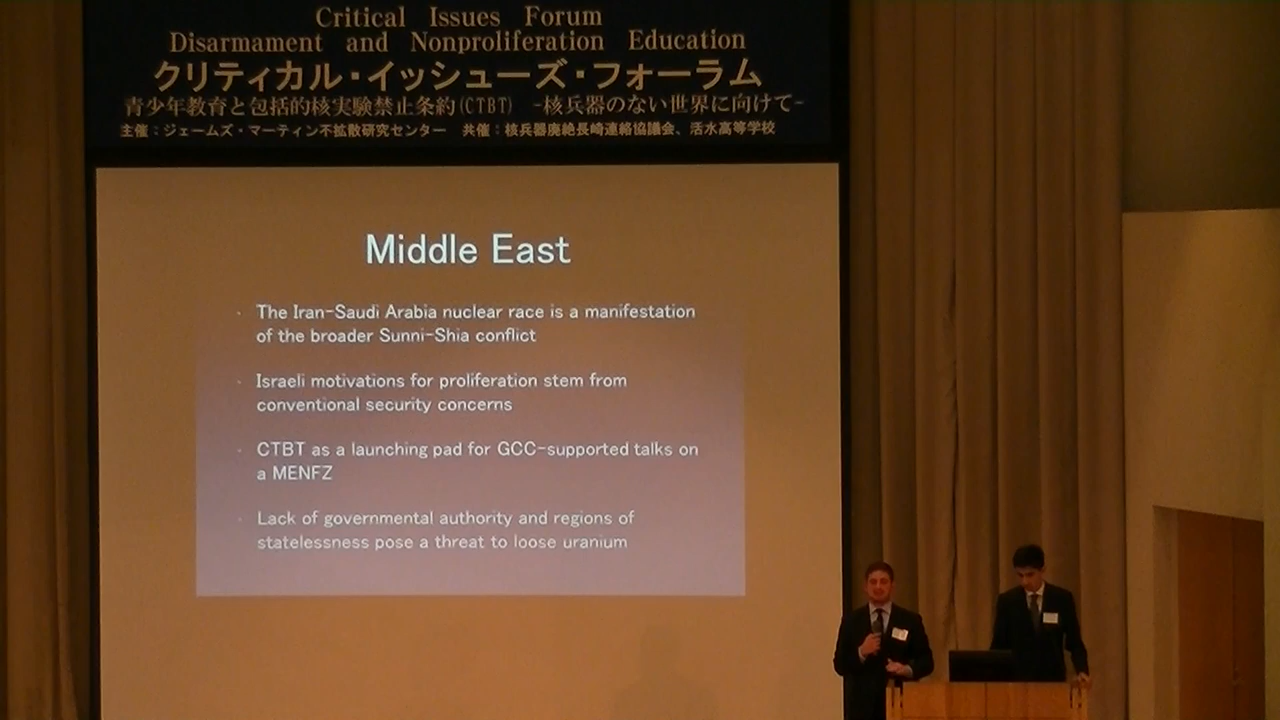 Critical Issues Forum
Disarmament and Nonproliferation Education
クリティカル・イッシューズ・フォーラム
青少年教育と包括的核実験禁止条約(CTBT) -核兵器のない世界に向けて-
主催：ジェームズ・マーティン不拡散研究センター 共催：核兵器廃絶長崎連絡協議会、活水高等学校
Middle East
· The Iran-Saudi Arabia nuclear race is a manifestation
of the broader Sunni-Shia conflict
· Israeli motivations for proliferation stem from
conventional security concerns
· CTBT as a launching pad for GCC-supported talks on
a MENFZ
· Lack of governmental authority and regions of
statelessness pose a threat to loose uranium